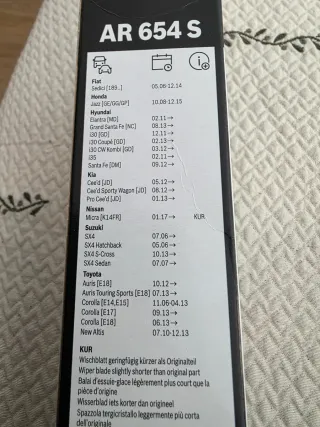 AR 654 S
Fiat
Sedici [189..] 05.06-12.14
Honda
Jazz [GE/GG/GP] 10.08-12.15
Hyundai
Elantra [MD] 02.11→
Grand Santa Fe [NC] 08.13→
i30 [GD] 12.11→
i30 Coupé [GD] 02.13→
i30 CW Kombi [GD] 03.12→
i35 02.11→
Santa Fe [DM] 09.12→
Kia
Cee'd [JD] 05.12→
Cee'd Sporty Wagon [JD] 08.12→
Pro Cee'd [JD] 01.13→
Nissan
Micra [K14FR] 01.17→ KUR
Suzuki
SX4 07.06→
SX4 Hatchback 05.06→
SX4 S-Cross 10.13→
SX4 Sedan 07.07→
Toyota
Auris [E18] 10.12→
Auris Touring Sports [E18] 07.13→
Corolla [E14,E15] 11.06-04.13
Corolla [E17] 09.13→
Corolla [E18] 06.13→
New Altis 07.10-12.13
KUR
Wischblatt geringfügig kürzer als Originalteil
Wiper blade slightly shorter than original part
Balai d'essuie-glace légèrement plus court que la
pièce d'origine
Wisserblad iets korter dan origineel
Spazzola tergicristallo leggermente più corta
dell'originale